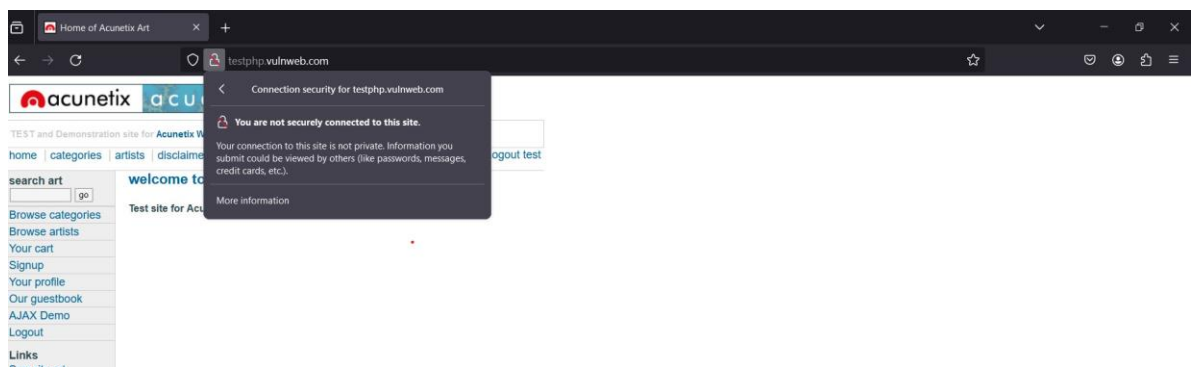 Home of Acunetix Art
testphp.vulnweb.com
Connection security for testphp.vulnweb.com
You are not securely connected to this site.
Your connection to this site is not private. Information you
submit could be viewed by others (like passwords, messages,
credit cards, etc.).
More information
acunetix acu
TEST and Demonstration site for Acunetix W
home | categories | artists | disclaime ogout test
search art
go
welcome to
Test site for Acu
Browse categories
Browse artists
Your cart
Signup
Your profile
Our guestbook
AJAX Demo
Logout
Links